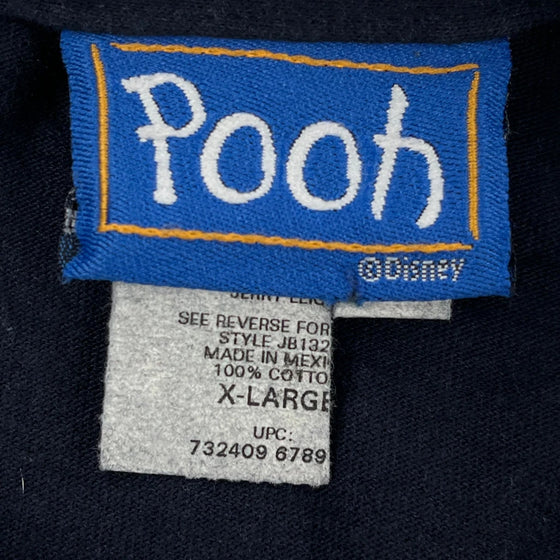 Pooh
©Disney
SEE REVERSE FOR
STYLE JB132
MADE IN MEXI
100% COTTO
X-LARGE
UPC:
732409 6789